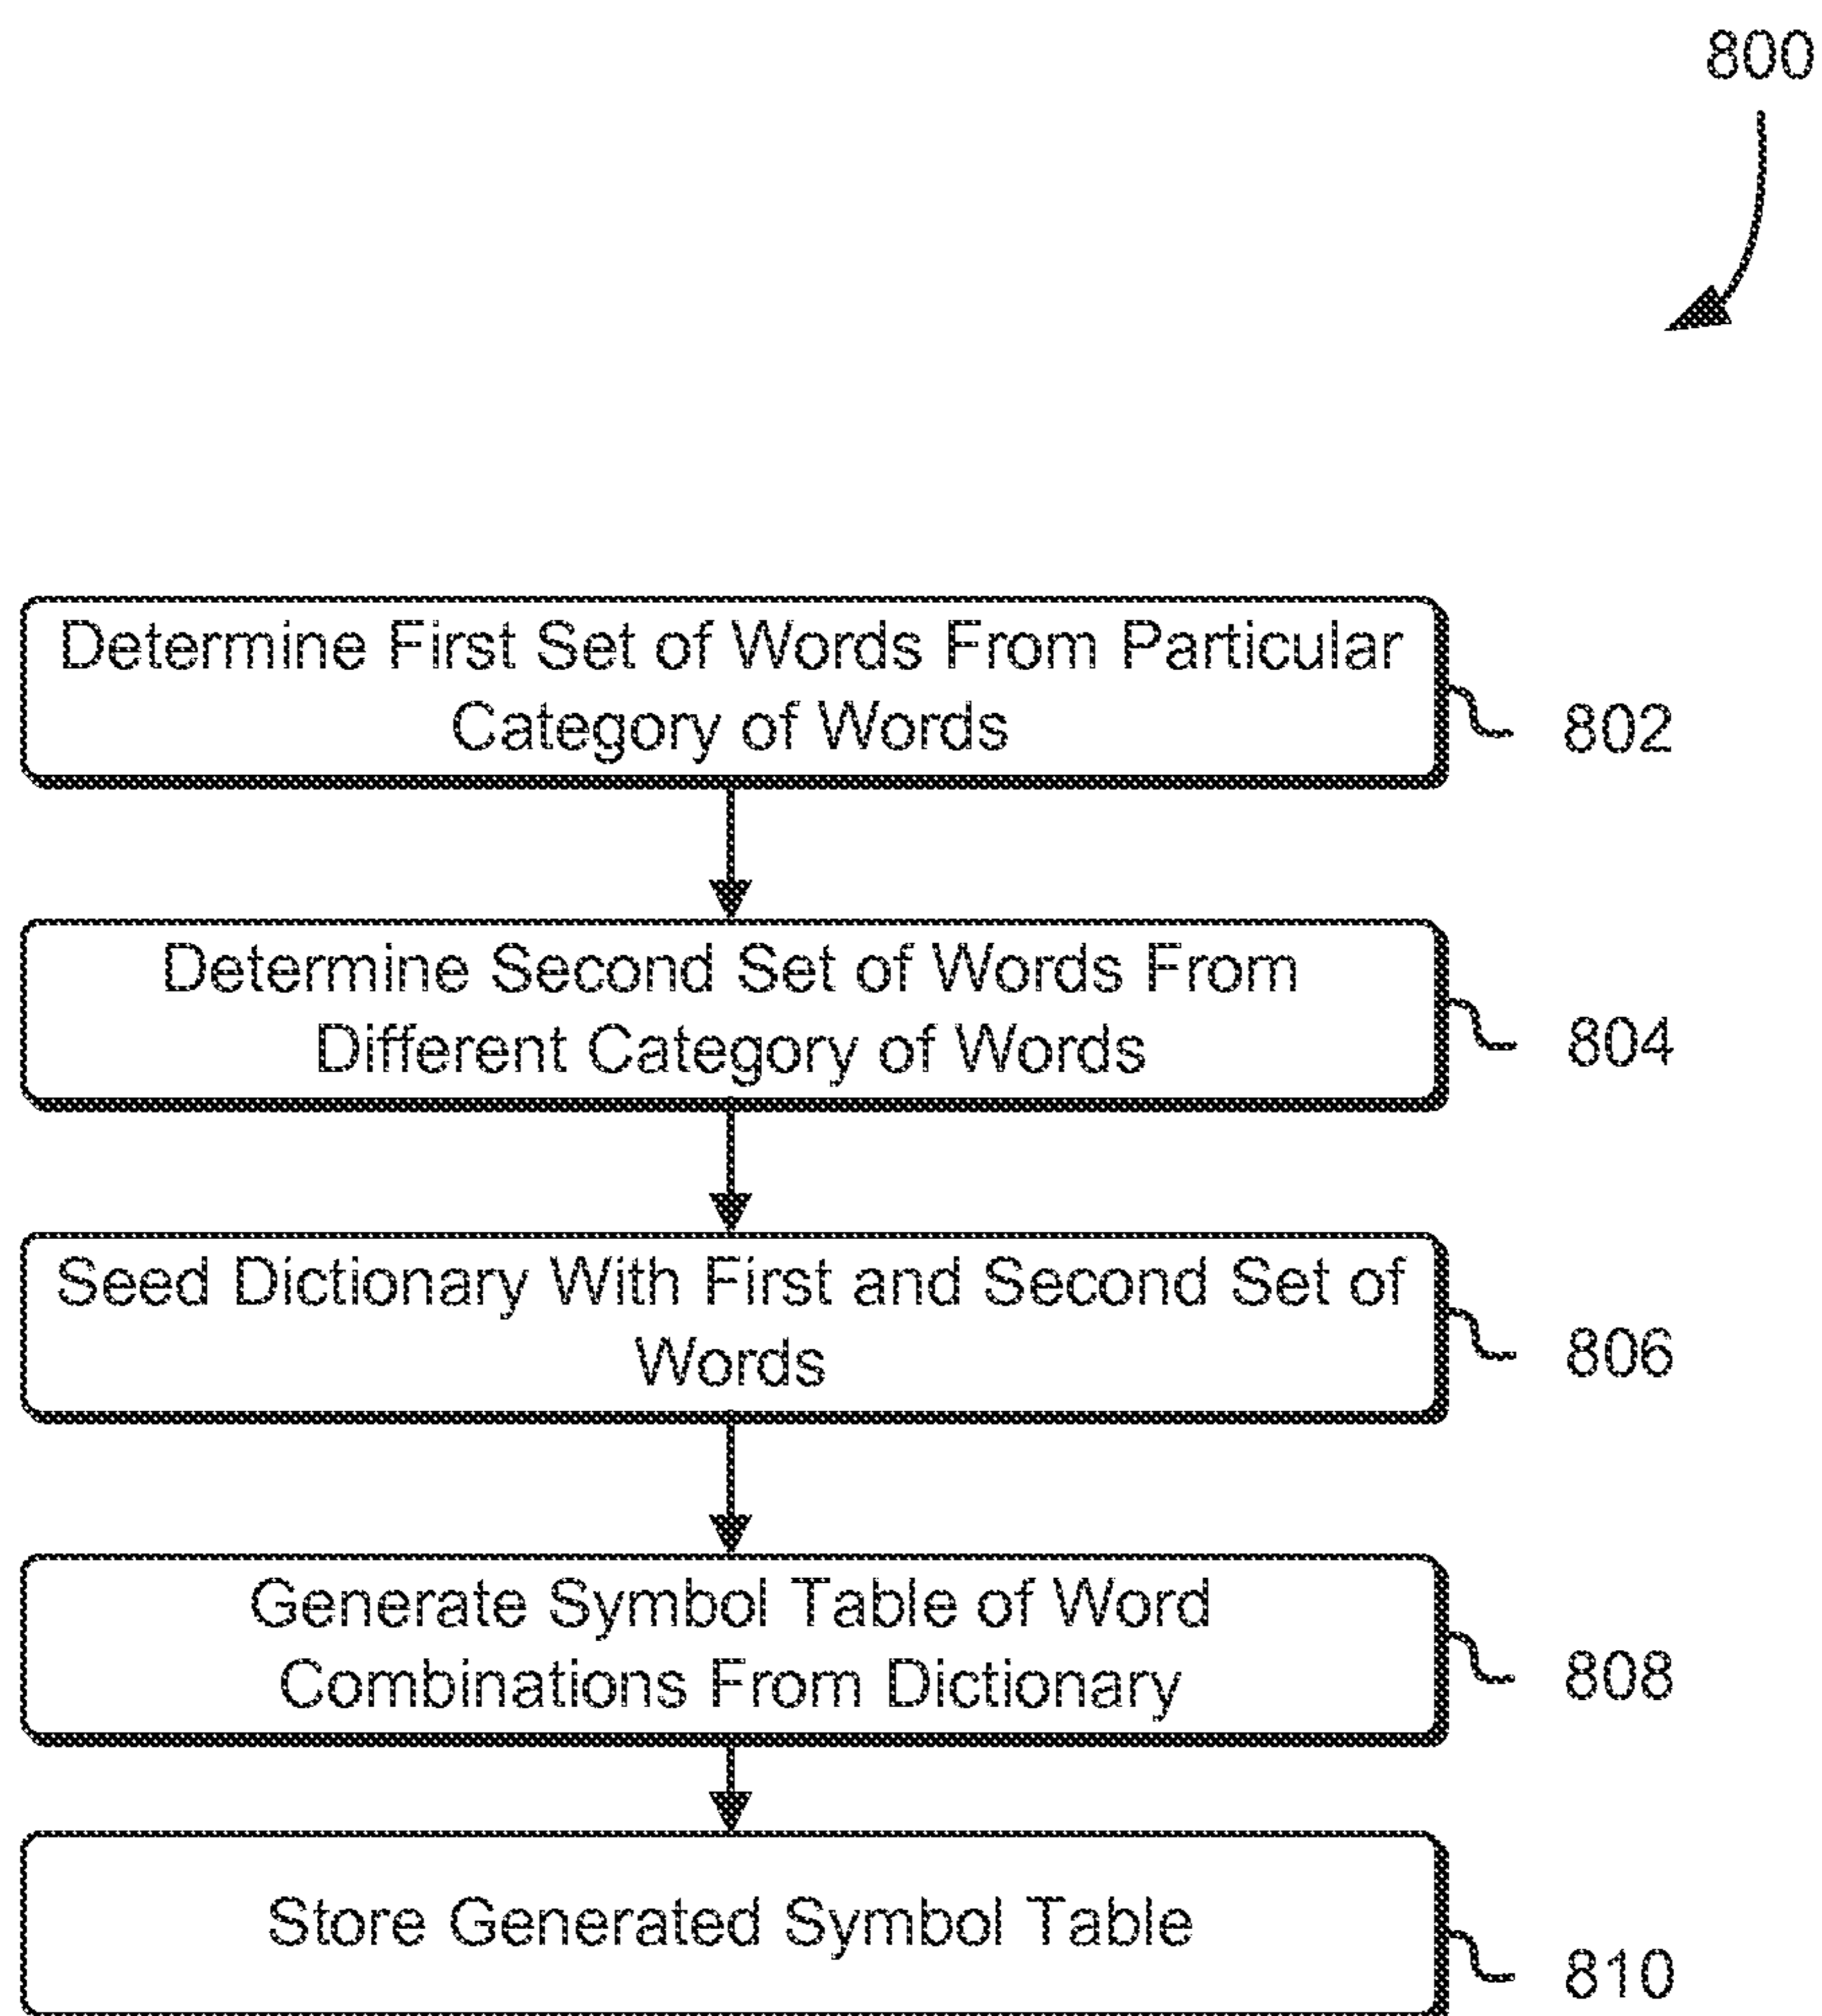 800
Determine First Set of Words From Particular
Category of Words
802
Determine Second Set of Words From
Different Category of Words
804
Seed Dictionary With First and Second Set of
Words
806
Generate Symbol Table of Word
Combinations From Dictionary
808
Store Generated Symbol Table
810